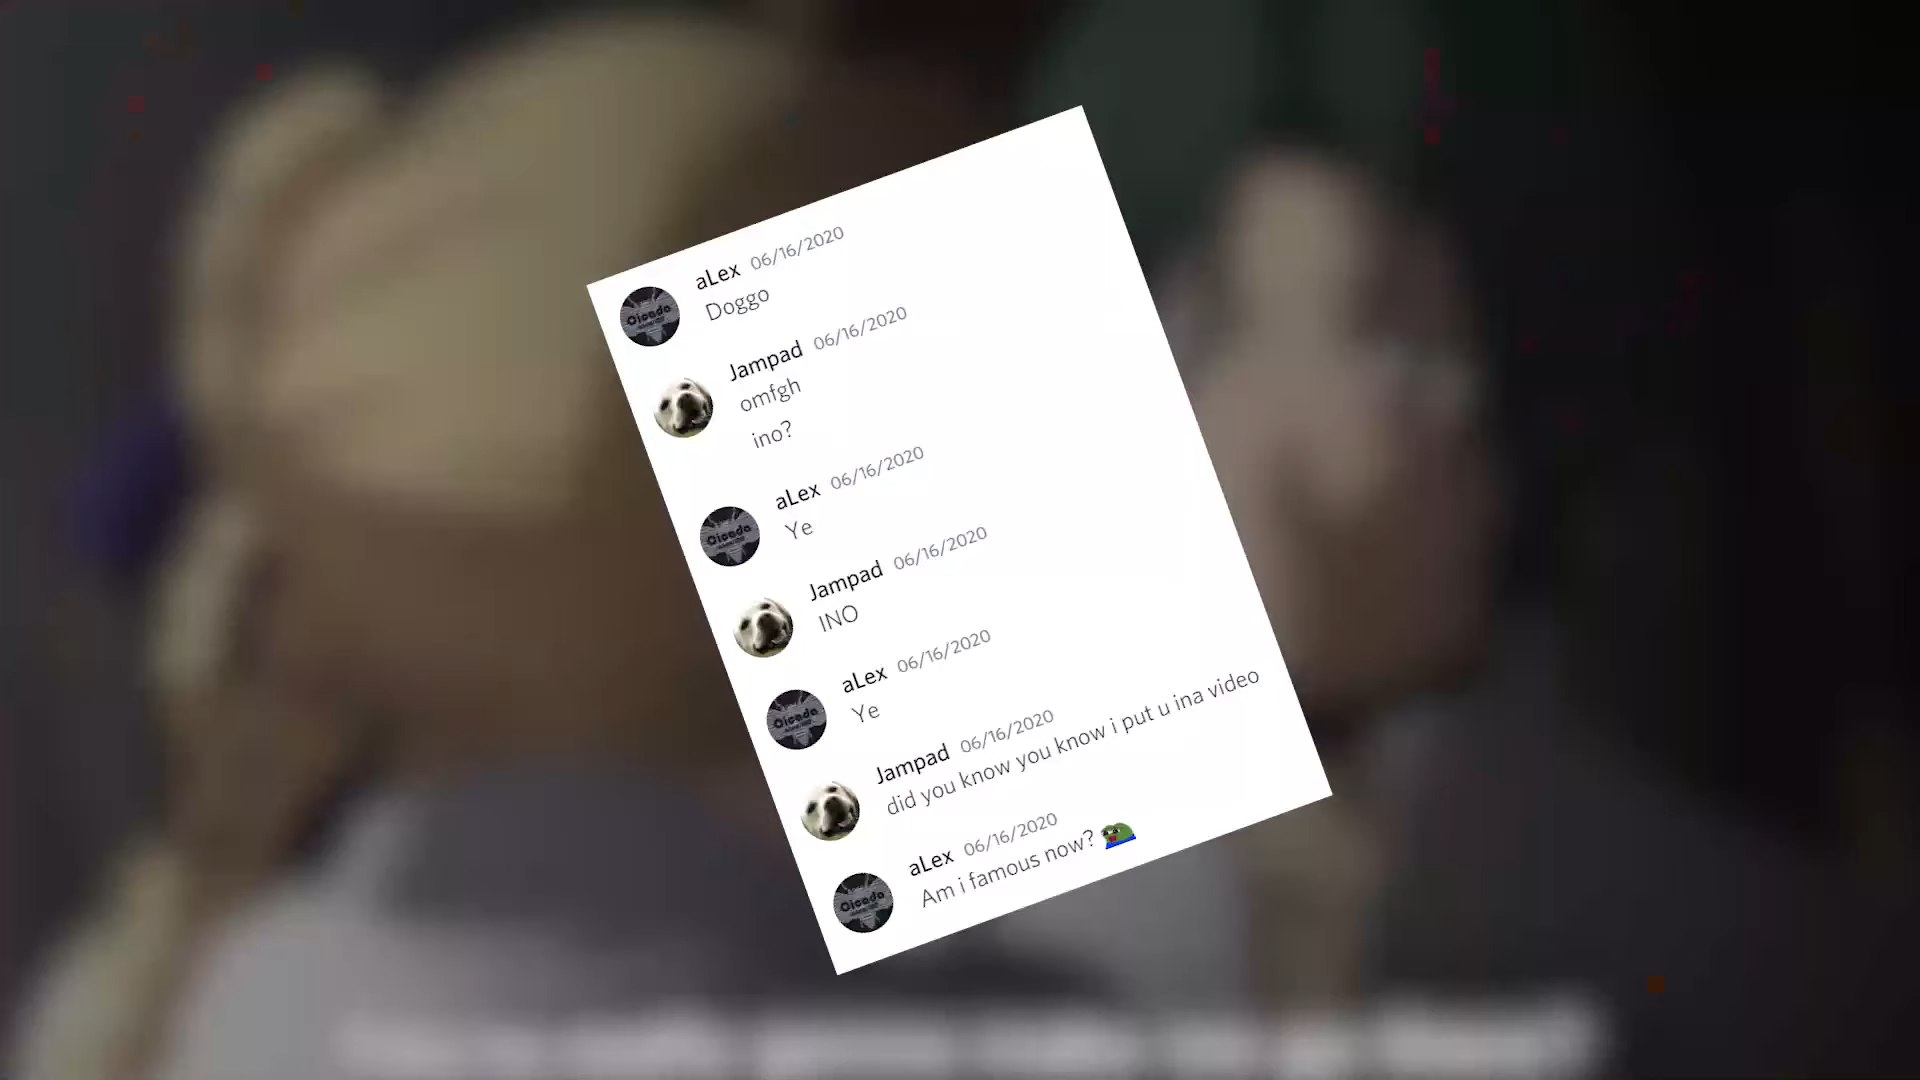 aLex 06/16/2020
Doggo
Jampad 06/16/2020
omfgh
ino?
aLex 06/16/2020
Ye
Jampad 06/16/2020
INO
aLex 06/16/2020
Ye
Jampad 06/16/2020
did you know you know i put u ina video
aLex 06/16/2020
Am i famous now?